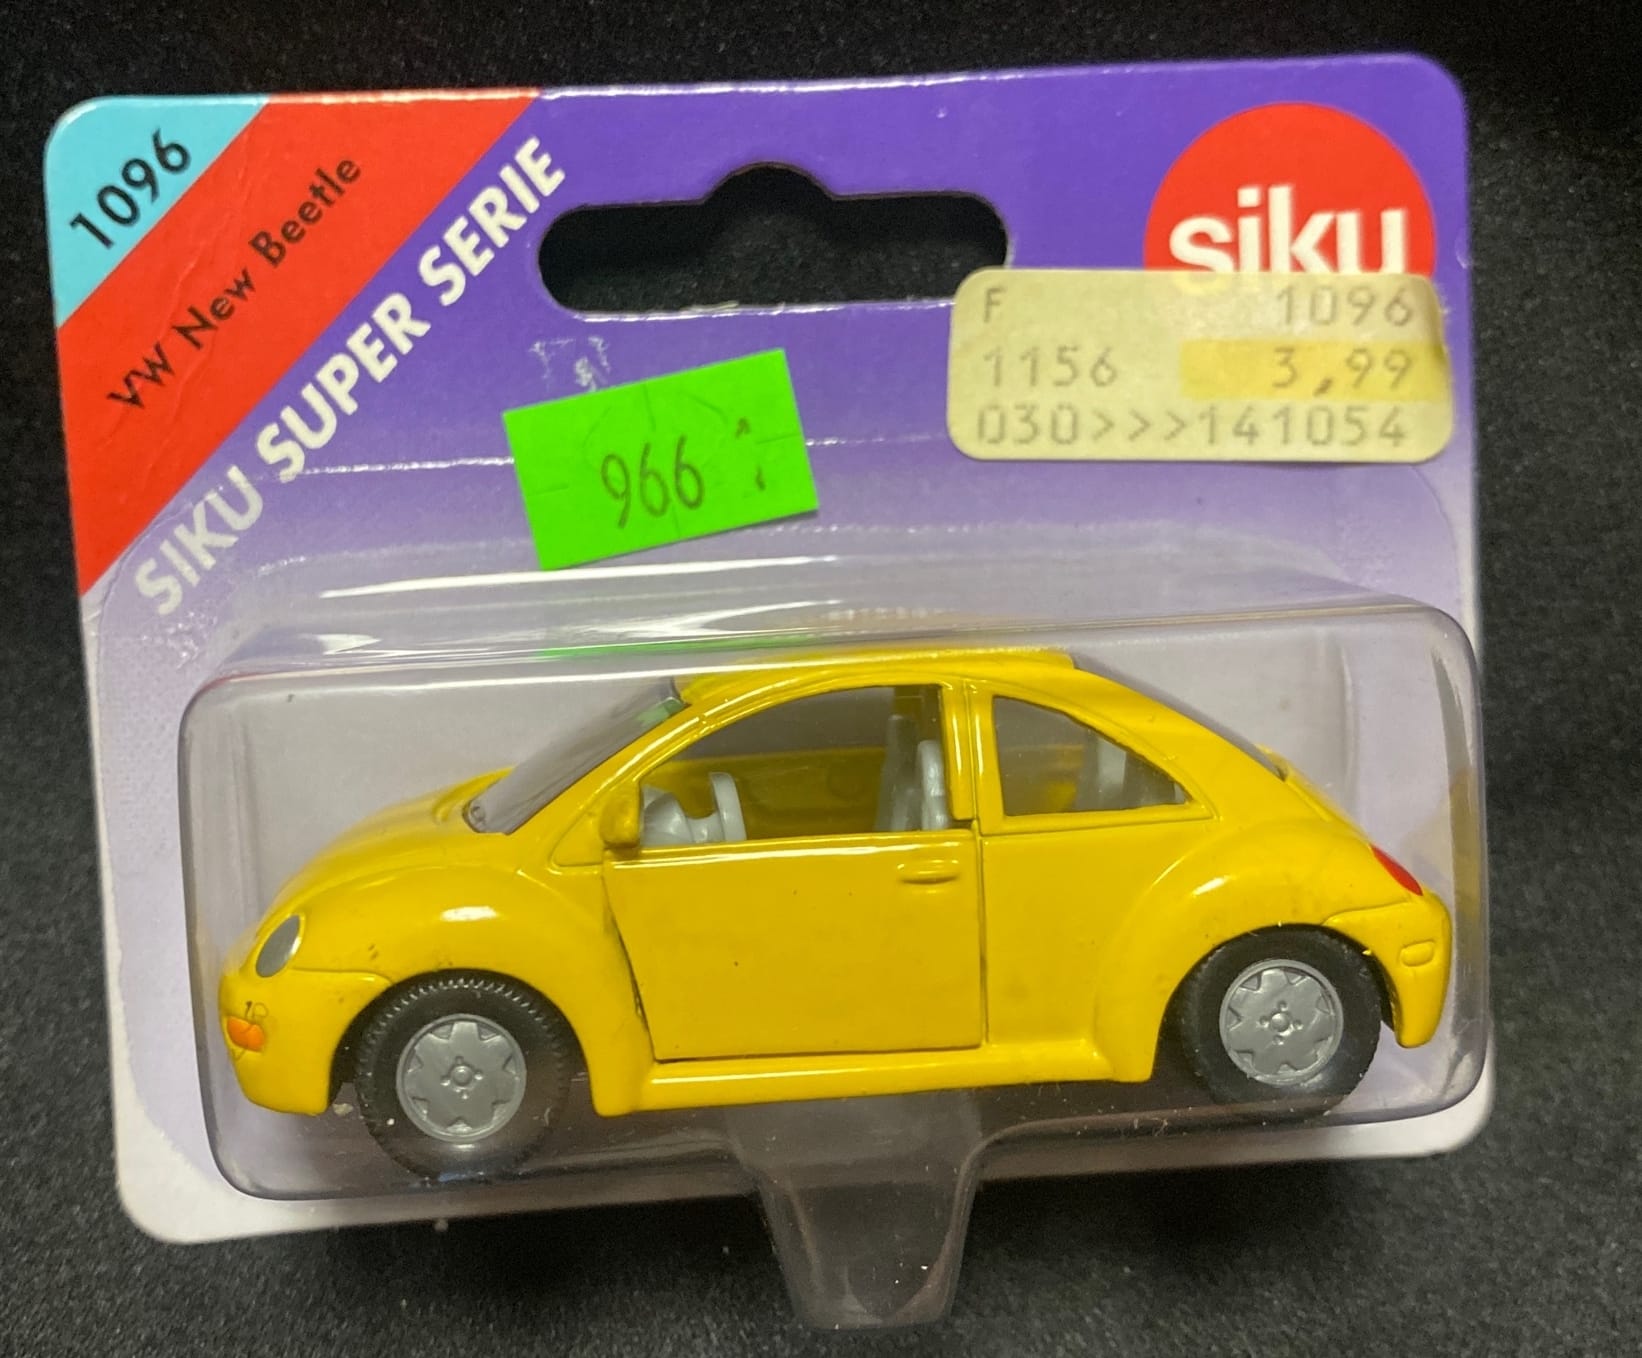 1096
VW New Beetle
SIKU SUPER SERIE
siku
F 1096
1156 3,99
030>>>141054
966